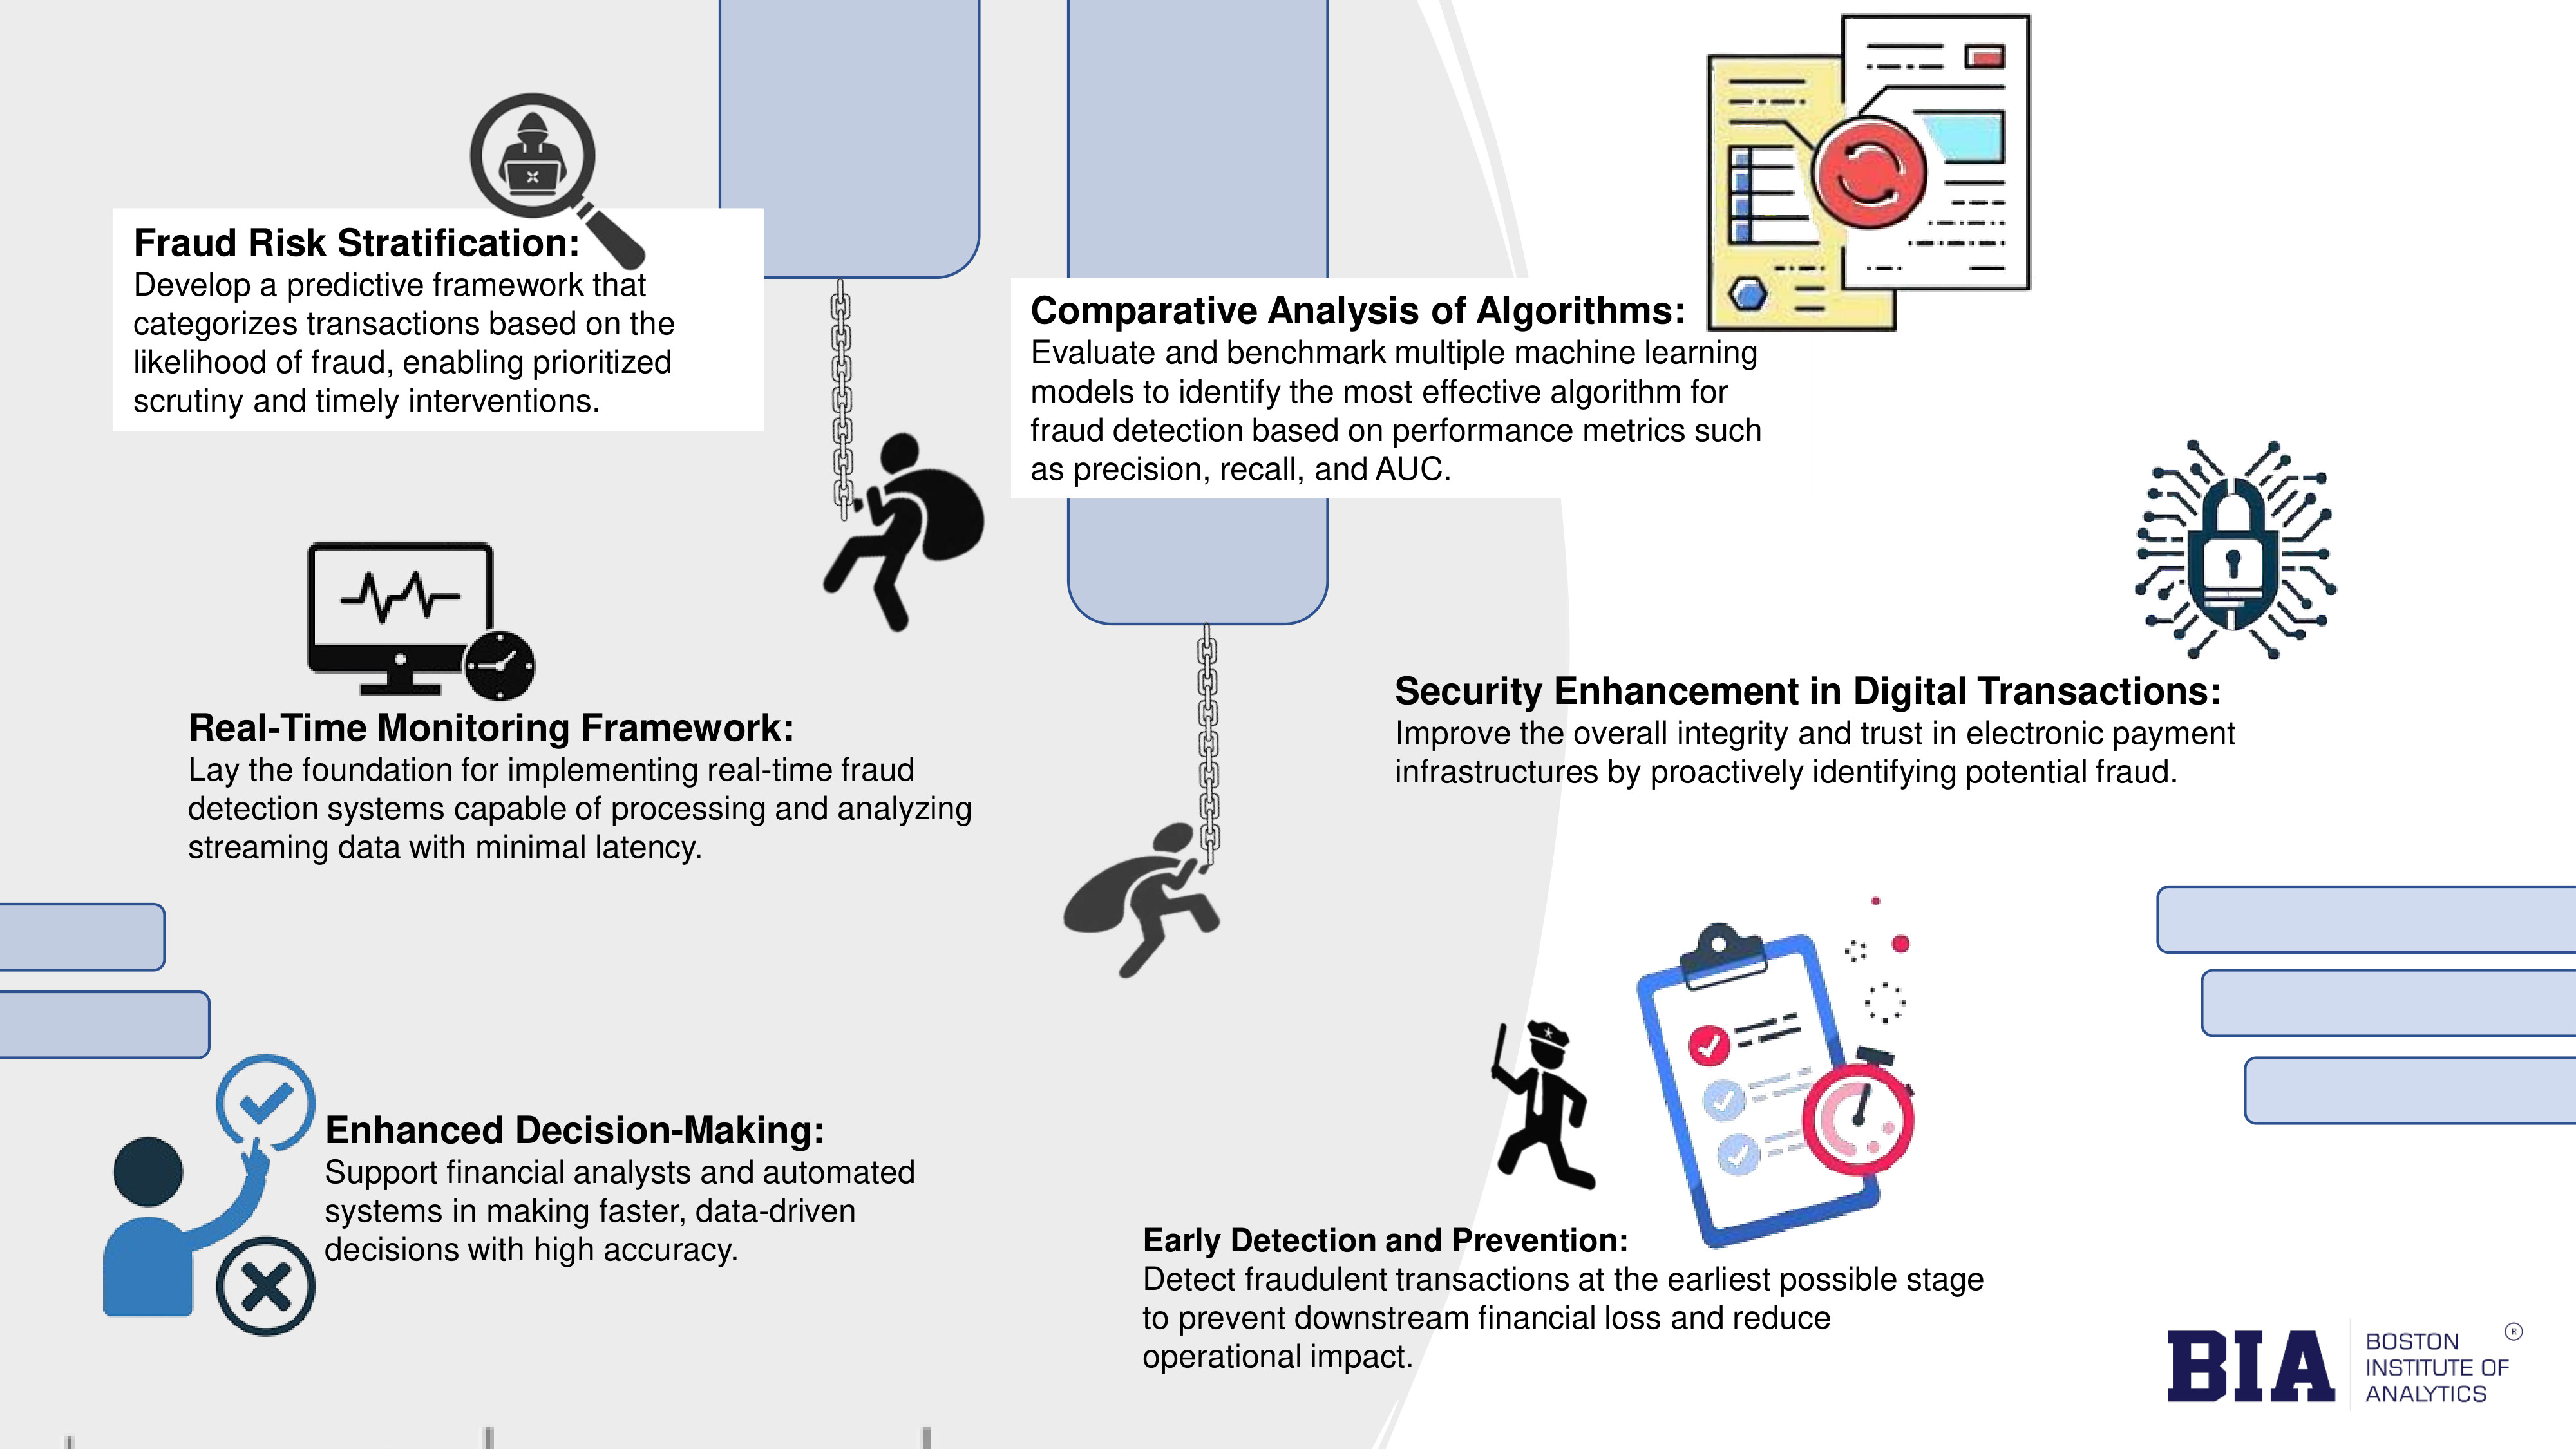 Fraud Risk Stratification:
Develop a predictive framework that
categorizes transactions based on the
likelihood of fraud, enabling prioritized
scrutiny and timely interventions.
Comparative Analysis of Algorithms:
Evaluate and benchmark multiple machine learning
models to identify the most effective algorithm for
fraud detection based on performance metrics such
as precision, recall, and AUC.
Real-Time Monitoring Framework:
Lay the foundation for implementing real-time fraud
detection systems capable of processing and analyzing
streaming data with minimal latency.
Security Enhancement in Digital Transactions:
Improve the overall integrity and trust in electronic payment
infrastructures by proactively identifying potential fraud.
Enhanced Decision-Making:
Support financial analysts and automated
systems in making faster, data-driven
decisions with high accuracy.
Early Detection and Prevention:
Detect fraudulent transactions at the earliest possible stage
to prevent downstream financial loss and reduce
operational impact.
BIA
BOSTON ®
INSTITUTE OF
ANALYTICS